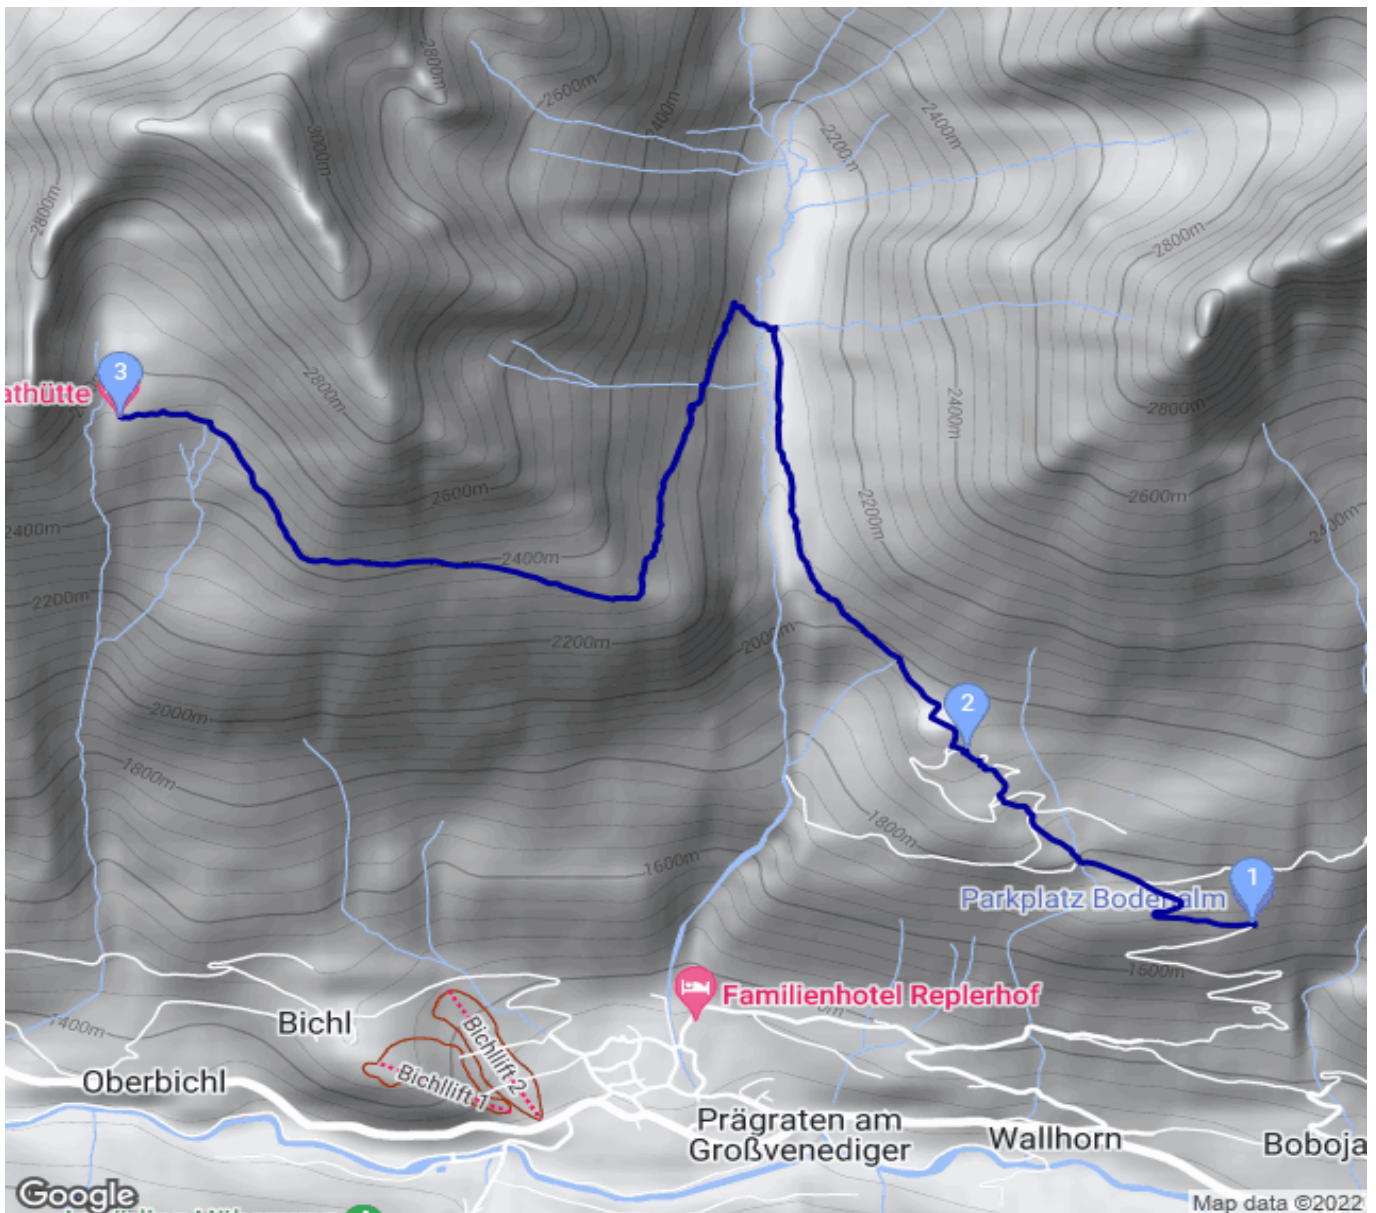 2800m
2600m
2400m
2200m
2400m
3000m
2800m
2800m
3
athütte
2800m
2400m
2800m
2600m
2200m
2600m
2400m
2400m
2400m
2200m
2200m
2000m
2
2000m
1800m
1800m
1600m
1
Parkplatz Bodenalm
1600m
Familienhotel Replerhof
Bichl
1400m
Bichllift 2
Bichllift 1
Oberbichl
Prägraten am
Großvenediger
Wallhorn
Boboja
Google
Map data ©2022